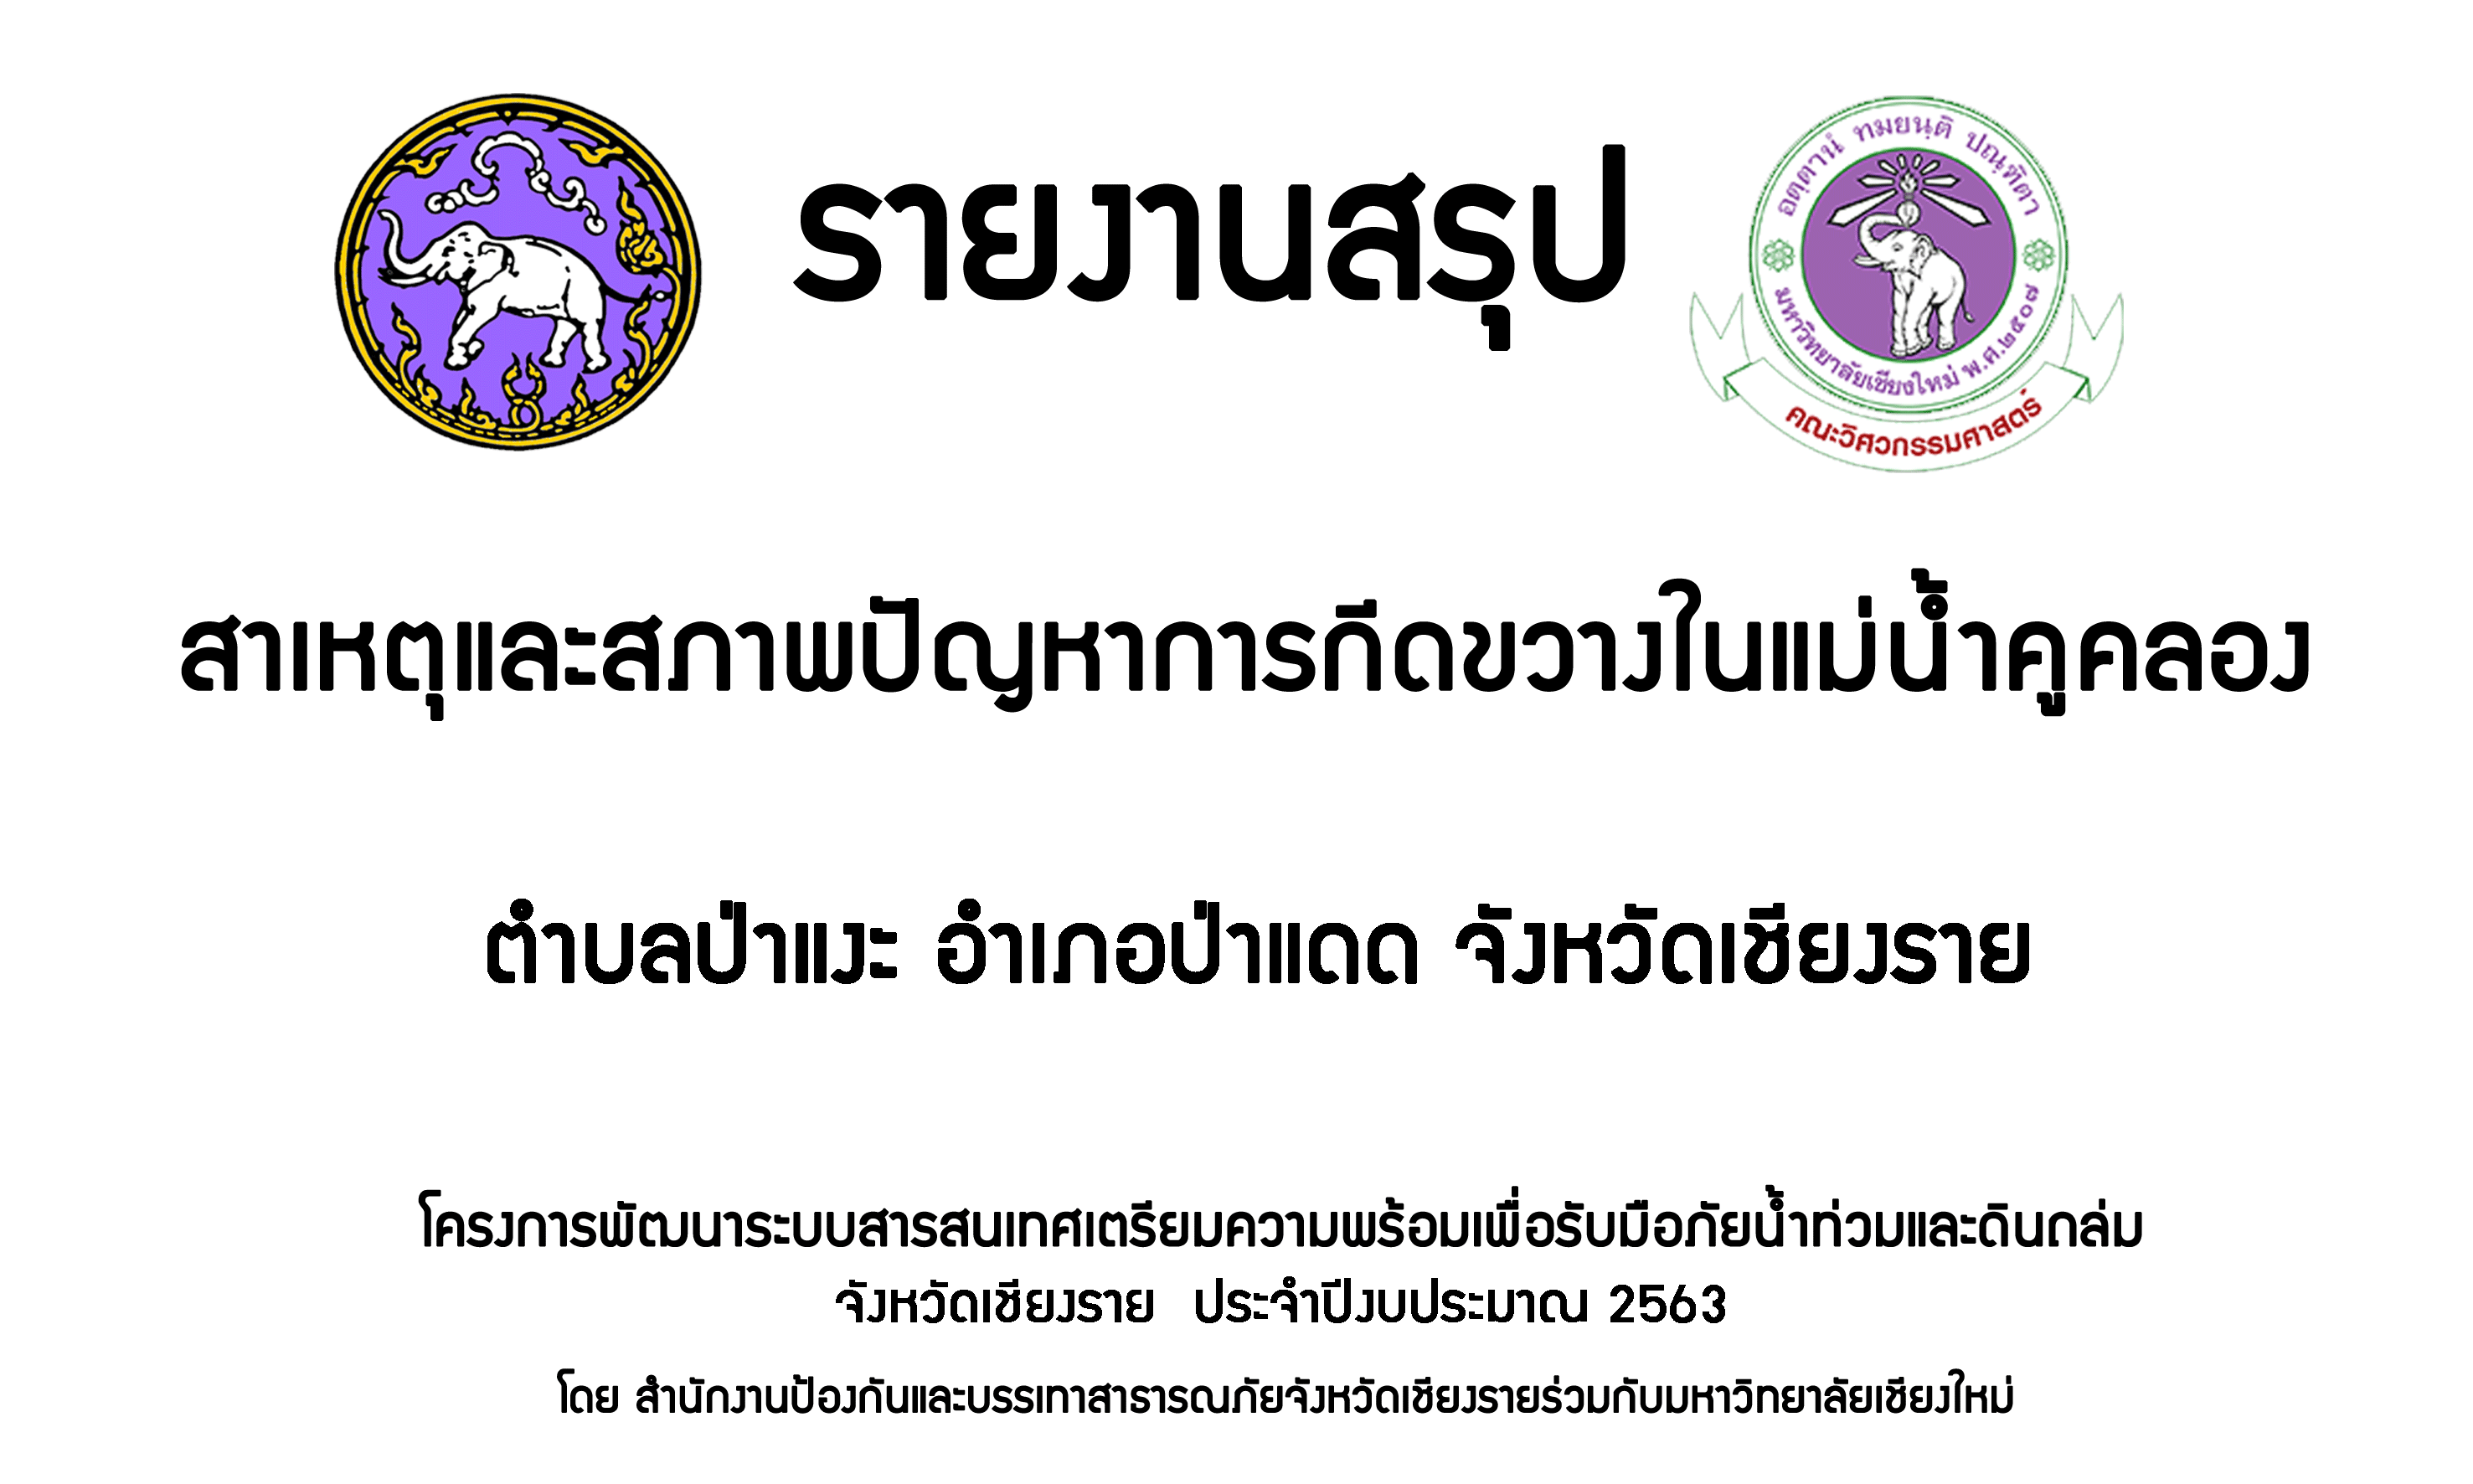 รายงานสรุป
อตฺตานํ ทมยนฺติ ปณฺฑิตา
มหาวิทยาลัยเชียงใหม่ พ.ศ.๒๕๐๗
คณะวิศวกรรมศาสตร์
สาเหตุและสภาพปัญหาการกีดขวางในแม่น้ำคูคลอง
ตำบลป่าแงะ อำเภอป่าแดด จังหวัดเชียงราย
โครงการพัฒนาระบบสารสนเทศเตรียมความพร้อมเพื่อรับมือภัยน้ำท่วมและดินถล่ม
จังหวัดเชียงราย ประจำปีงบประมาณ 2563
โดย สำนักงานป้องกันและบรรเทาสาธารณภัยจังหวัดเชียงรายร่วมกับมหาวิทยาลัยเชียงใหม่